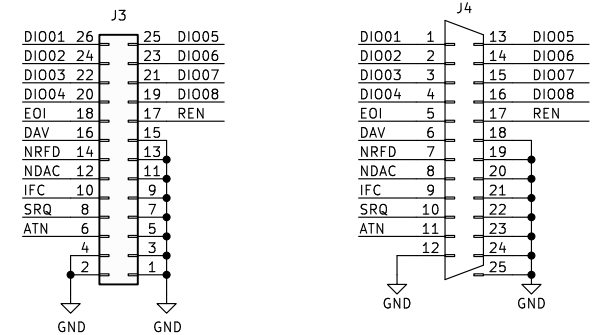 J3
DIO01 26 25 DIO05
DIO02 24 23 DIO06
DIO03 22 21 DIO07
DIO04 20 19 DIO08
EOI 18 17 REN
DAV 16 15
NRFD 14 13
NDAC 12 11
IFC 10 9
SRQ 8 7
ATN 6 5
4 3
2 1
GND GND
J4
DIO01 1 13 DIO05
DIO02 2 14 DIO06
DIO03 3 15 DIO07
DIO04 4 16 DIO08
EOI 5 17 REN
DAV 6 18
NRFD 7 19
NDAC 8 20
IFC 9 21
SRQ 10 22
ATN 11 23
12 24
25
GND GND